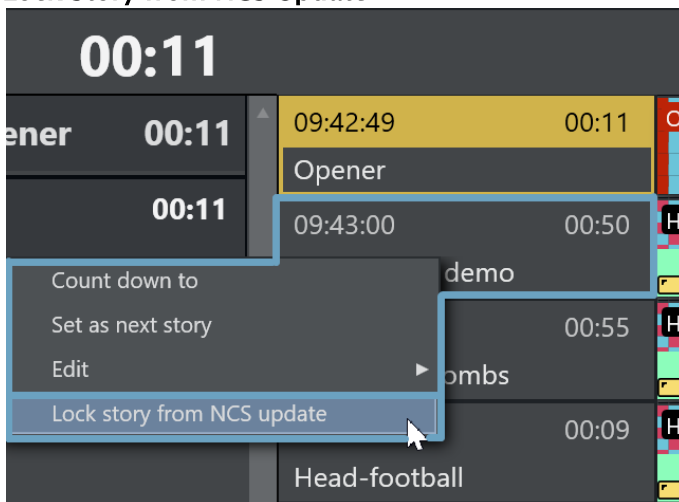 00:11
ener 00:11
09:42:49 00:11
Opener
00:11
09:43:00 00:50
demo
Count down to
Set as next story
00:55
Edit
ombs
Lock story from NCS update
00:09
Head-football